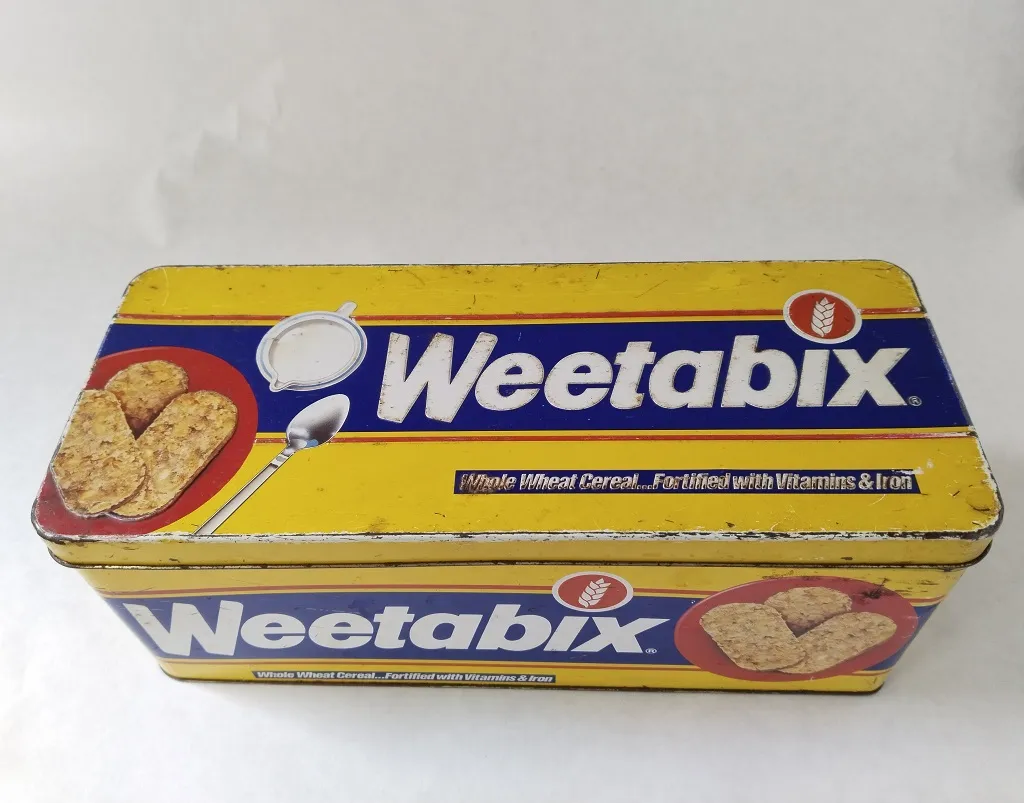 Weetabix®
Whole Wheat Cereal...Fortified with Vitamins & Iron
Weetabix®
Whole Wheat Cereal...Fortified with Vitamins & Iron